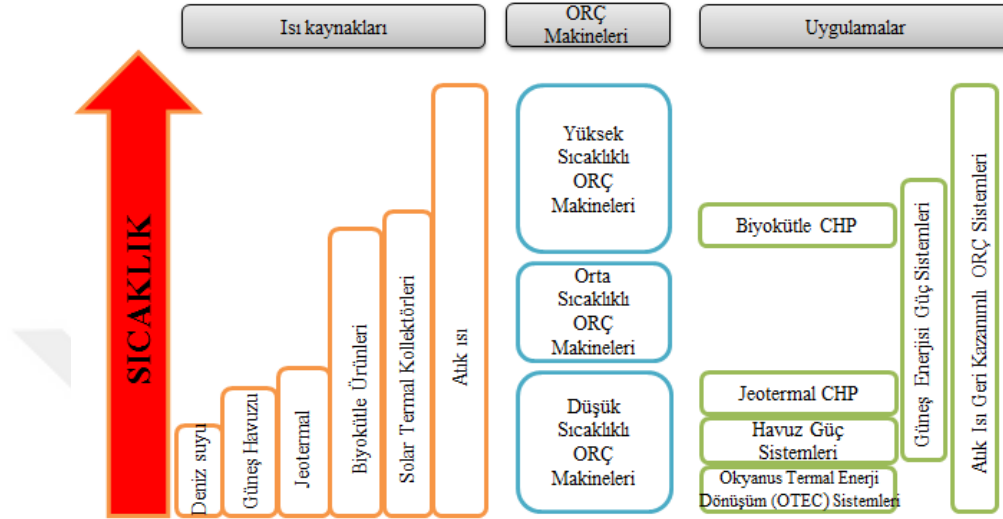 Isı kaynakları
ORÇ
Makineleri
Uygulamalar
SICAKLIK
Deniz suyu
Güneş Havuzu
Jeotermal
Biyokütle Ürünleri
Solar Termal Kollektörleri
Atık ısı
Yüksek
Sıcaklıklı
ORÇ
Makineleri
Orta
Sıcaklıklı
ORÇ
Makineleri
Düşük
Sıcaklıklı
ORÇ
Makineleri
Biyokütle CHP
Jeotermal CHP
Havuz Güç
Sistemleri
Okyanus Termal Enerji
Dönüşüm (OTEC) Sistemleri
Güneş Enerjisi Güç Sistemleri
Atık Isı Geri Kazanımlı ORÇ Sistemleri